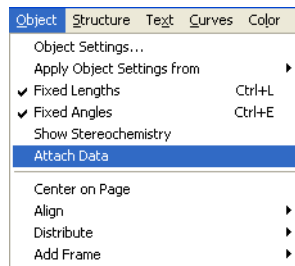 Object Structure Text Curves Color
Object Settings...
Apply Object Settings from
Fixed Lengths Ctrl+L
Fixed Angles Ctrl+E
Show Stereochemistry
Attach Data
Center on Page
Align
Distribute
Add Frame